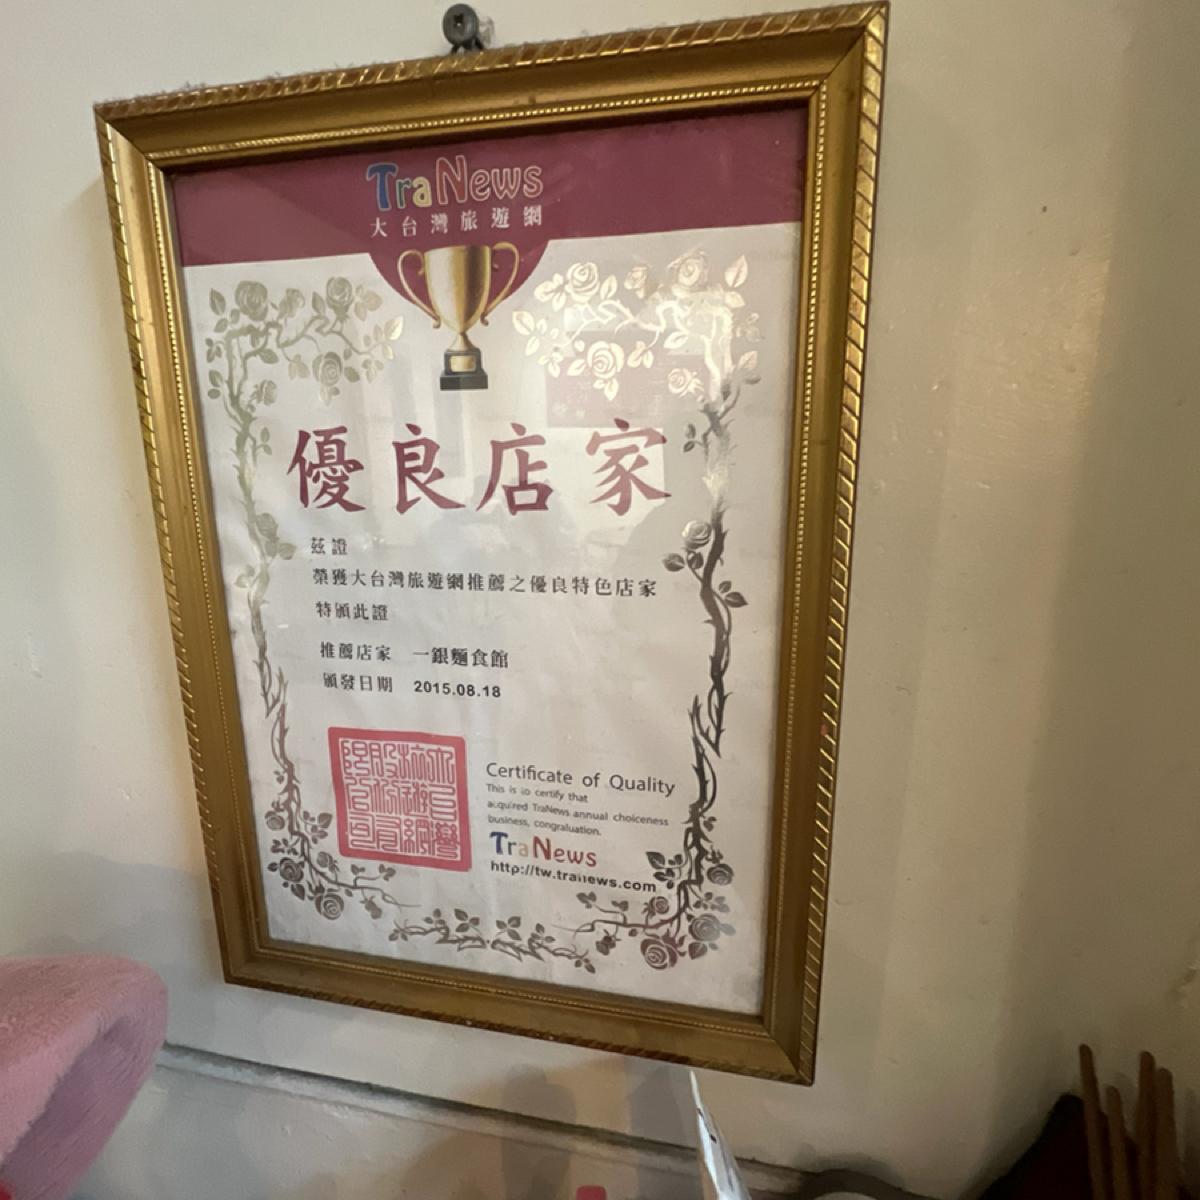 TraNews
大台灣旅遊網
優良店家
茲證
榮獲大台灣旅遊網推薦之優良特色店家
特頒此證
推薦店家 一銀麵食館
頒發日期 2015.08.18
Certificate of Quality
This is to certify that
acquired TraNews annual choiceness
business, congraluation.
TraNews
http://tw.tranews.com